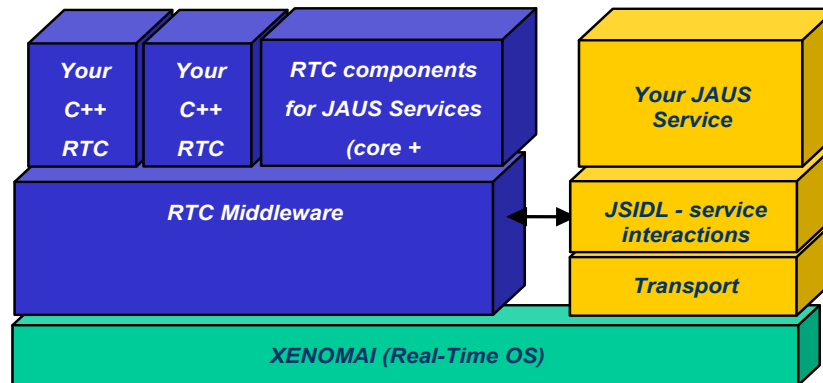 Your
C++
RTC
Your
C++
RTC
RTC components
for JAUS Services
(core +
Your JAUS
Service
RTC Middleware
JSIDL - service
interactions
Transport
XENOMAI (Real-Time OS)